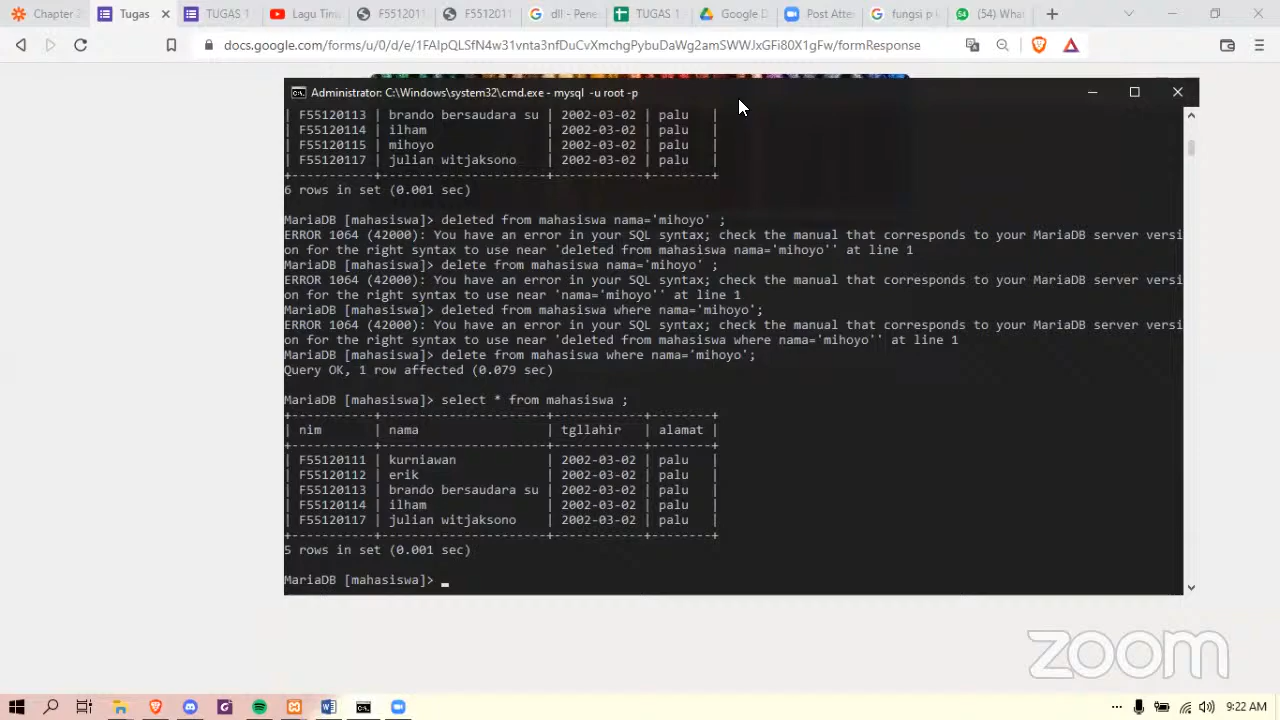 Chapter 2
Tugas
TUGAS 1
Lagu Tim
F5512011
F5512011
dll - Pene
TUGAS 1
Google D
Post Atte
fungsi p
(54) Wha
docs.google.com/forms/u/0/d/e/1FAIpQLSfN4w31vnta3nfDuCvXmchgPybuDaWg2amSWWJxGFi80X1gFw/formResponse
Administrator: C:\Windows\system32\cmd.exe - mysql -u root -p
| F55120113 | brando bersaudara su | 2002-03-02 | palu |
| F55120114 | ilham | 2002-03-02 | palu |
| F55120115 | mihoyo | 2002-03-02 | palu |
| F55120117 | julian witjaksono | 2002-03-02 | palu |
+-----------+----------------------+------------+--------+
6 rows in set (0.001 sec)
MariaDB [mahasiswa]> deleted from mahasiswa nama='mihoyo' ;
ERROR 1064 (42000): You have an error in your SQL syntax; check the manual that corresponds to your MariaDB server versi
on for the right syntax to use near 'deleted from mahasiswa nama='mihoyo'' at line 1
MariaDB [mahasiswa]> delete from mahasiswa nama='mihoyo' ;
ERROR 1064 (42000): You have an error in your SQL syntax; check the manual that corresponds to your MariaDB server versi
on for the right syntax to use near 'nama='mihoyo'' at line 1
MariaDB [mahasiswa]> deleted from mahasiswa where nama='mihoyo';
ERROR 1064 (42000): You have an error in your SQL syntax; check the manual that corresponds to your MariaDB server versi
on for the right syntax to use near 'deleted from mahasiswa where nama='mihoyo'' at line 1
MariaDB [mahasiswa]> delete from mahasiswa where nama='mihoyo';
Query OK, 1 row affected (0.079 sec)
MariaDB [mahasiswa]> select * from mahasiswa ;
+-----------+----------------------+------------+--------+
| nim | nama | tgllahir | alamat |
+-----------+----------------------+------------+--------+
| F55120111 | kurniawan | 2002-03-02 | palu |
| F55120112 | erik | 2002-03-02 | palu |
| F55120113 | brando bersaudara su | 2002-03-02 | palu |
| F55120114 | ilham | 2002-03-02 | palu |
| F55120117 | julian witjaksono | 2002-03-02 | palu |
+-----------+----------------------+------------+--------+
5 rows in set (0.001 sec)
MariaDB [mahasiswa]> _
zoom
9:22 AM